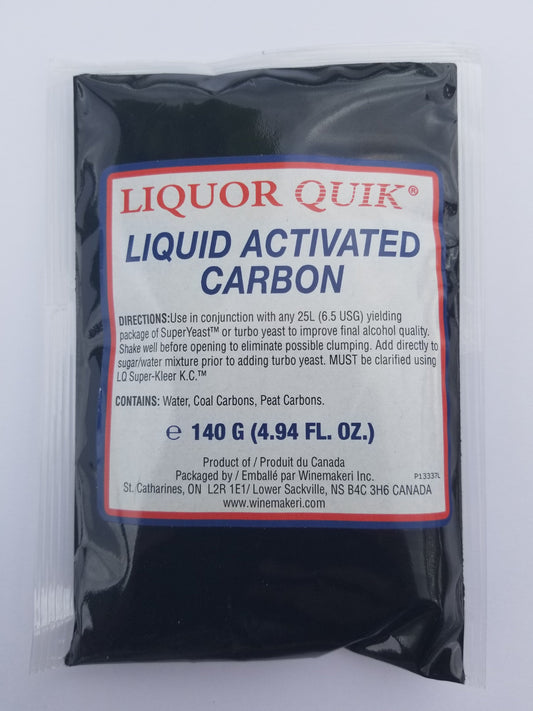 LIQUOR QUIK®
LIQUID ACTIVATED
CARBON
DIRECTIONS:Use in conjunction with any 25L (6.5 USG) yielding
package of SuperYeast™ or turbo yeast to improve final alcohol quality.
Shake well before opening to eliminate possible clumping. Add directly to
sugar/water mixture prior to adding turbo yeast. MUST be clarified using
LQ Super-Kleer K.C.™
CONTAINS: Water, Coal Carbons, Peat Carbons.
℮ 140 G (4.94 FL. OZ.)
Product of / Produit du Canada
Packaged by / Emballé par Winemakeri Inc.
P13337L
St. Catharines, ON L2R 1E1/ Lower Sackville, NS B4C 3H6 CANADA
www.winemakeri.com